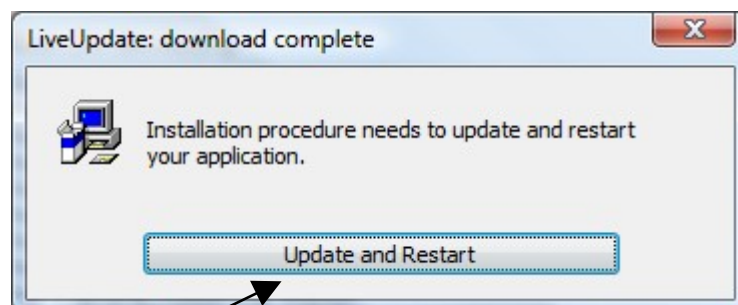 LiveUpdate: download complete
Installation procedure needs to update and restart
your application.
Update and Restart